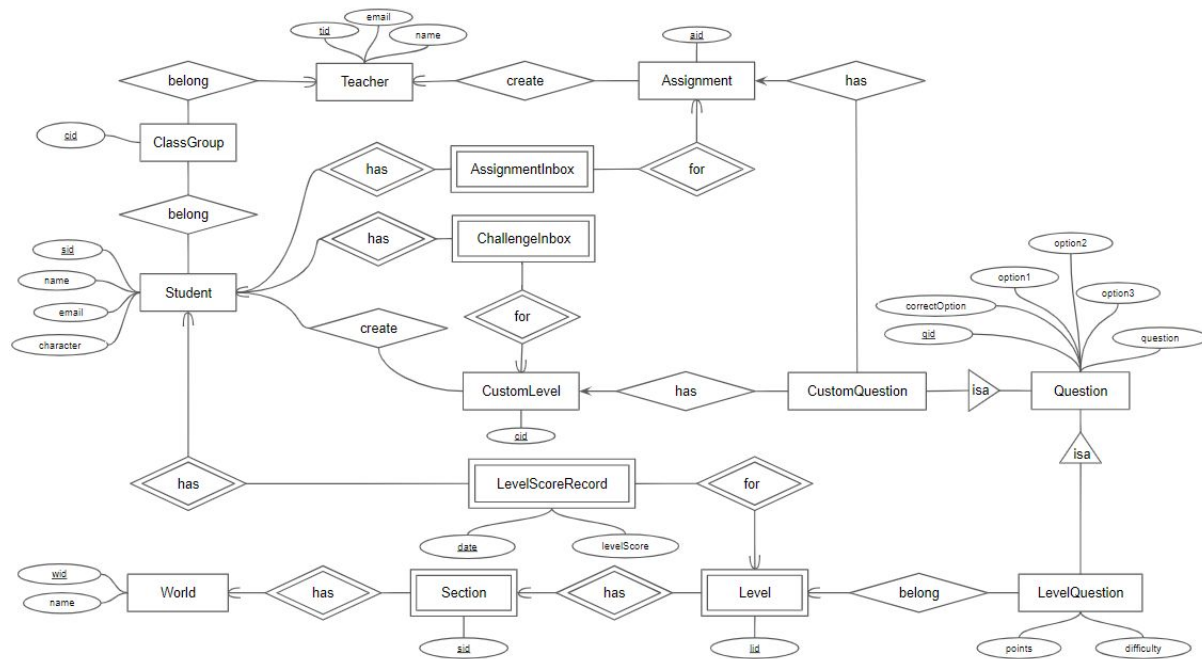 email
tid
name
aid
belong
Teacher
create
Assignment
has
cid
ClassGroup
has
AssignmentInbox
for
belong
has
ChallengeInbox
sid
option2
name
Student
option1
email
create
for
correctOption
option3
character
qid
question
CustomLevel
has
CustomQuestion
isa
Question
cid
isa
has
LevelScoreRecord
for
date
levelScore
wid
World
has
Section
has
Level
belong
LevelQuestion
name
sid
lid
points
difficulty